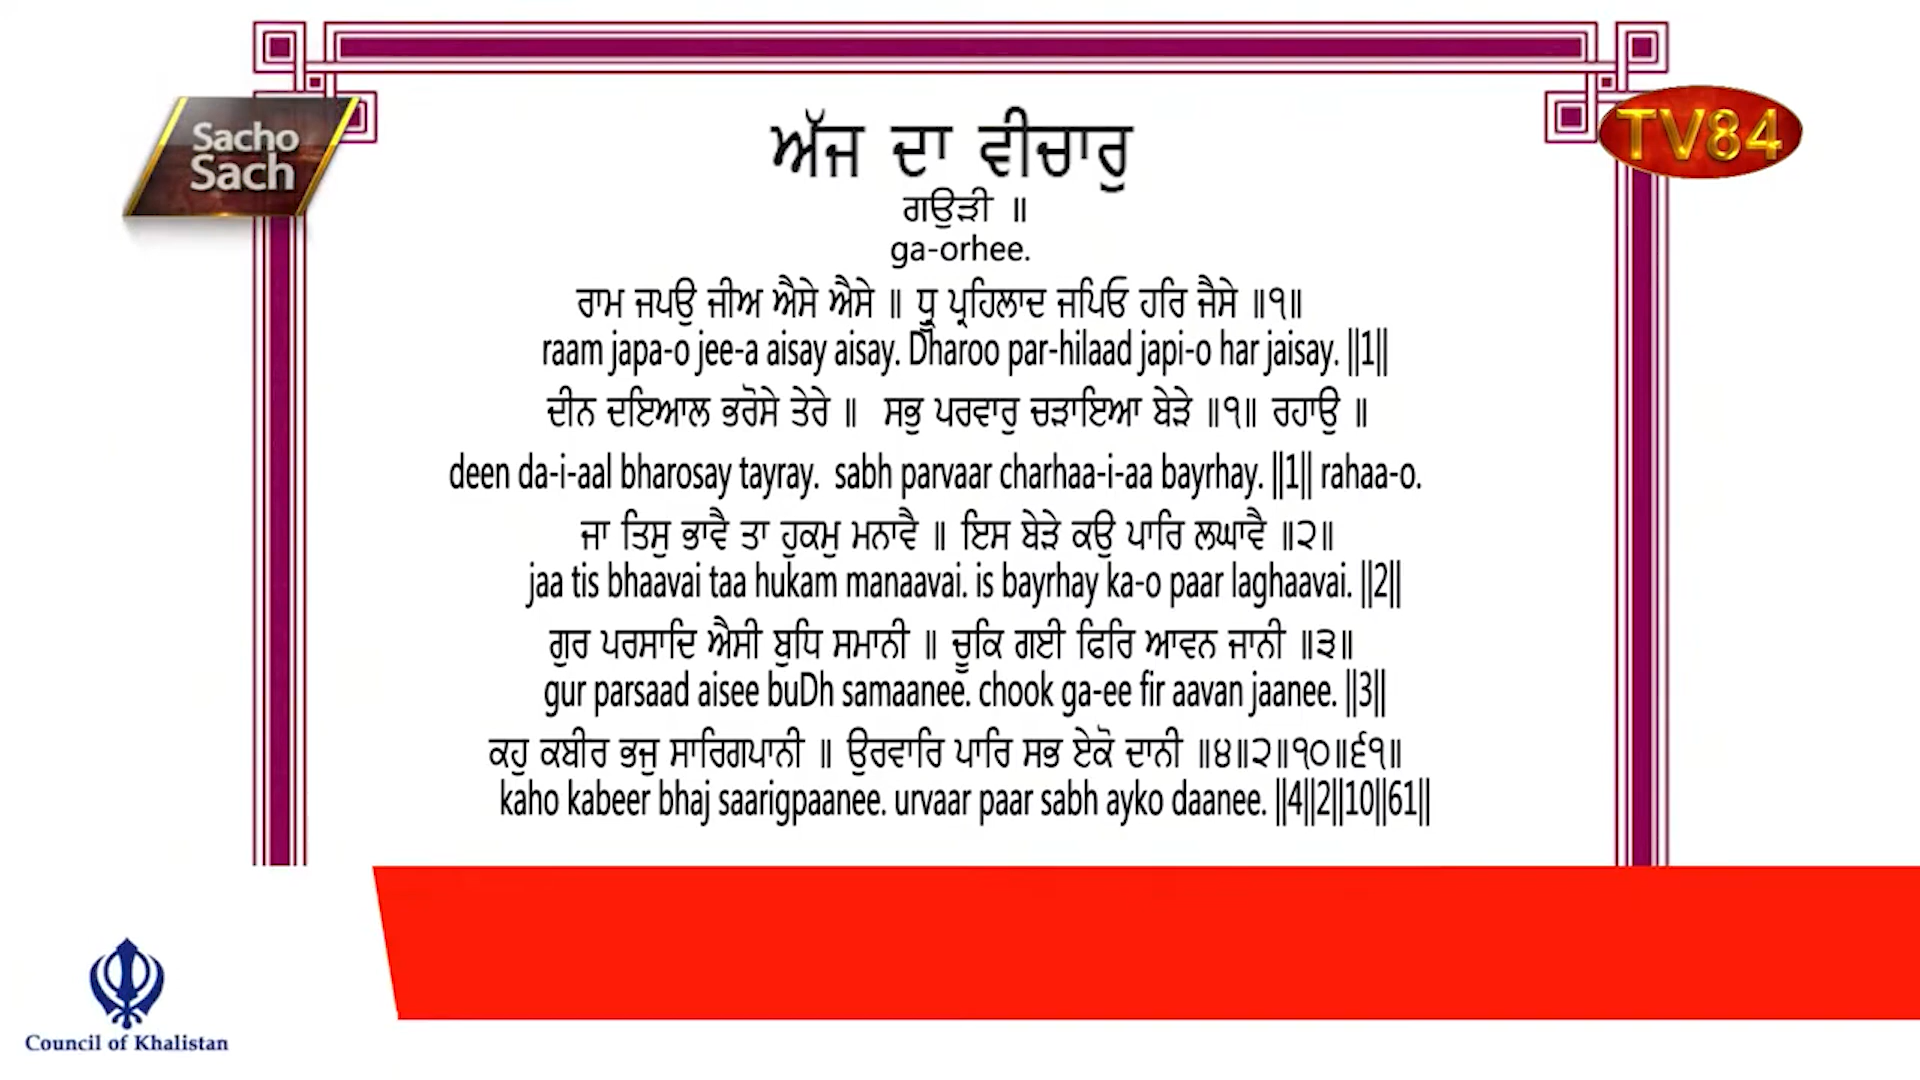 Sacho
Sach
TV84
ਅੱਜ ਦਾ ਵੀਚਾਰੁ
ਗਉੜੀ ॥
ga-orhee.
ਰਾਮ ਜਪਉ ਜੀਅ ਐਸੇ ਐਸੇ ॥ ਧ੍ਰੂ ਪ੍ਰਹਿਲਾਦ ਜਪਿਓ ਹਰਿ ਜੈਸੇ ॥੧॥
raam japa-o jee-a aisay aisay. Dharoo par-hilaad japi-o har jaisay. ||1||
ਦੀਨ ਦਇਆਲ ਭਰੋਸੇ ਤੇਰੇ ॥ ਸਭੁ ਪਰਵਾਰੁ ਚੜਾਇਆ ਬੇੜੇ ॥੧॥ ਰਹਾਉ ॥
deen da-i-aal bharosay tayray. sabh parvaar charhaa-i-aa bayrhay. ||1|| rahaa-o.
ਜਾ ਤਿਸੁ ਭਾਵੈ ਤਾ ਹੁਕਮੁ ਮਨਾਵੈ ॥ ਇਸ ਬੇੜੇ ਕਉ ਪਾਰਿ ਲਘਾਵੈ ॥੨॥
jaa tis bhaavai taa hukam manaavai. is bayrhay ka-o paar laghaavai. ||2||
ਗੁਰ ਪਰਸਾਦਿ ਐਸੀ ਬੁਧਿ ਸਮਾਨੀ ॥ ਚੂਕਿ ਗਈ ਫਿਰਿ ਆਵਨ ਜਾਨੀ ॥੩॥
gur parsaad aisee buDh samaanee. chook ga-ee fir aavan jaanee. ||3||
ਕਹੁ ਕਬੀਰ ਭਜੁ ਸਾਰਿਗਪਾਨੀ ॥ ਉਰਵਾਰਿ ਪਾਰਿ ਸਭ ਏਕੋ ਦਾਨੀ ॥੪॥੨॥੧੦॥੬੧॥
kaho kabeer bhaj saarigpaanee. urvaar paar sabh ayko daanee. ||4||2||10||61||
Council of Khalistan